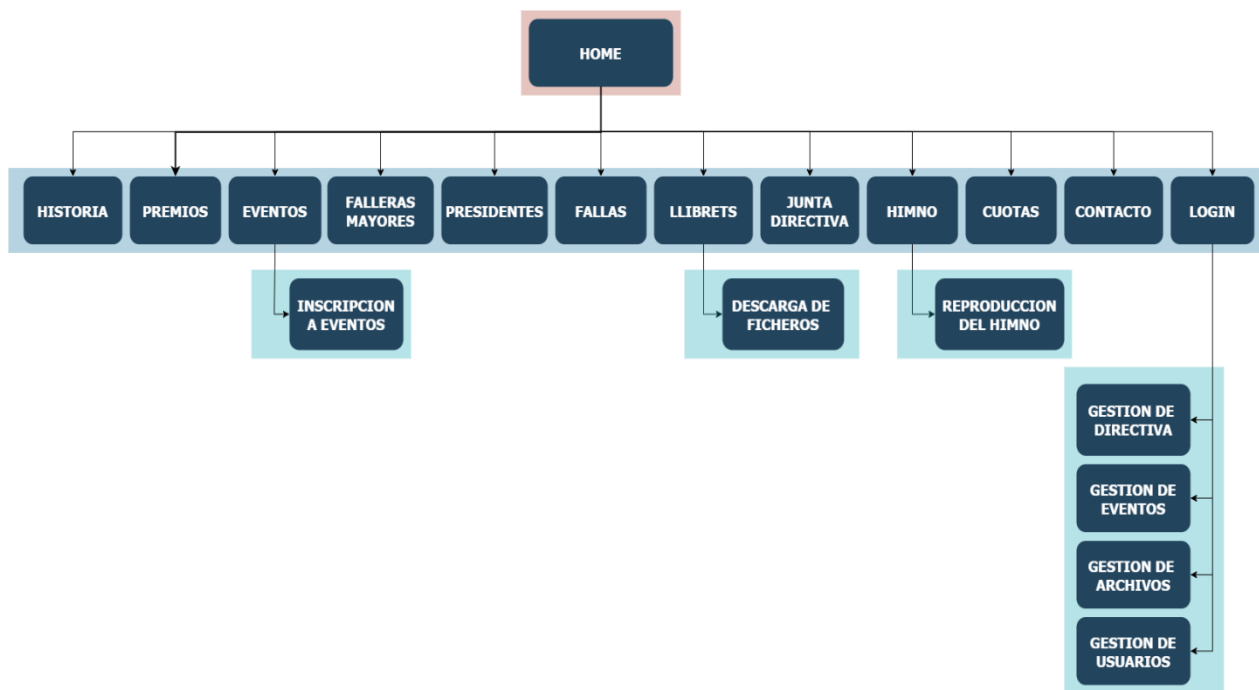 HOME
HISTORIA
PREMIOS
EVENTOS
FALLERAS
MAYORES
PRESIDENTES
FALLAS
LLIBRETS
JUNTA
DIRECTIVA
HIMNO
CUOTAS
CONTACTO
LOGIN
INSCRIPCION
A EVENTOS
DESCARGA DE
FICHEROS
REPRODUCCION
DEL HIMNO
GESTION DE
DIRECTIVA
GESTION DE
EVENTOS
GESTION DE
ARCHIVOS
GESTION DE
USUARIOS